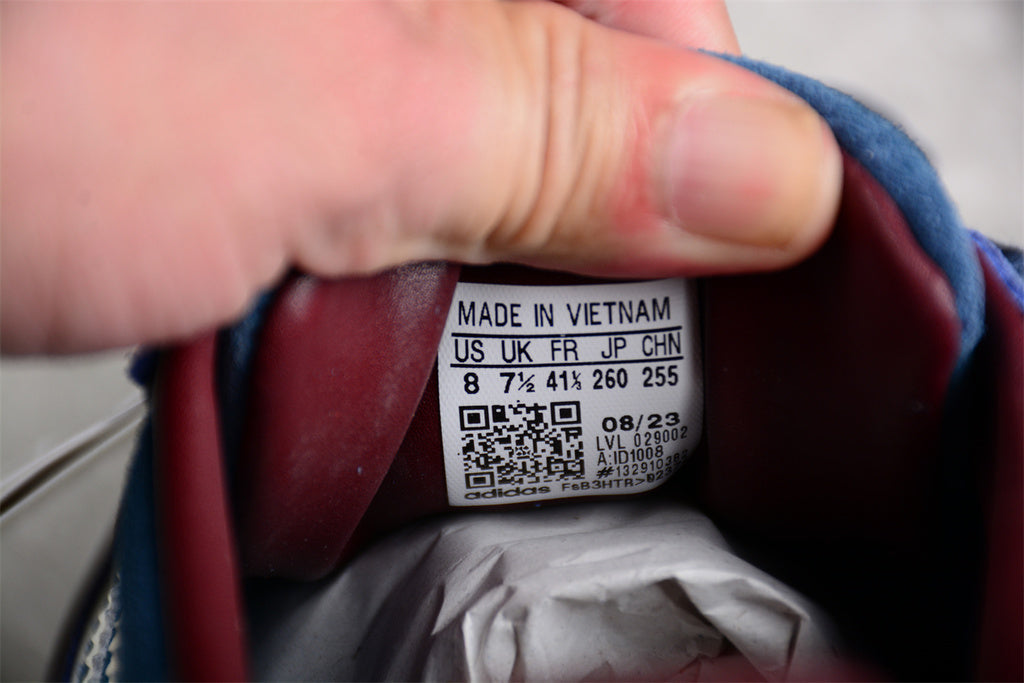 MADE IN VIETNAM
US UK FR JP CHN
8 7½ 41⅓ 260 255
08/23
LVL 029002
A:ID1008
adidas